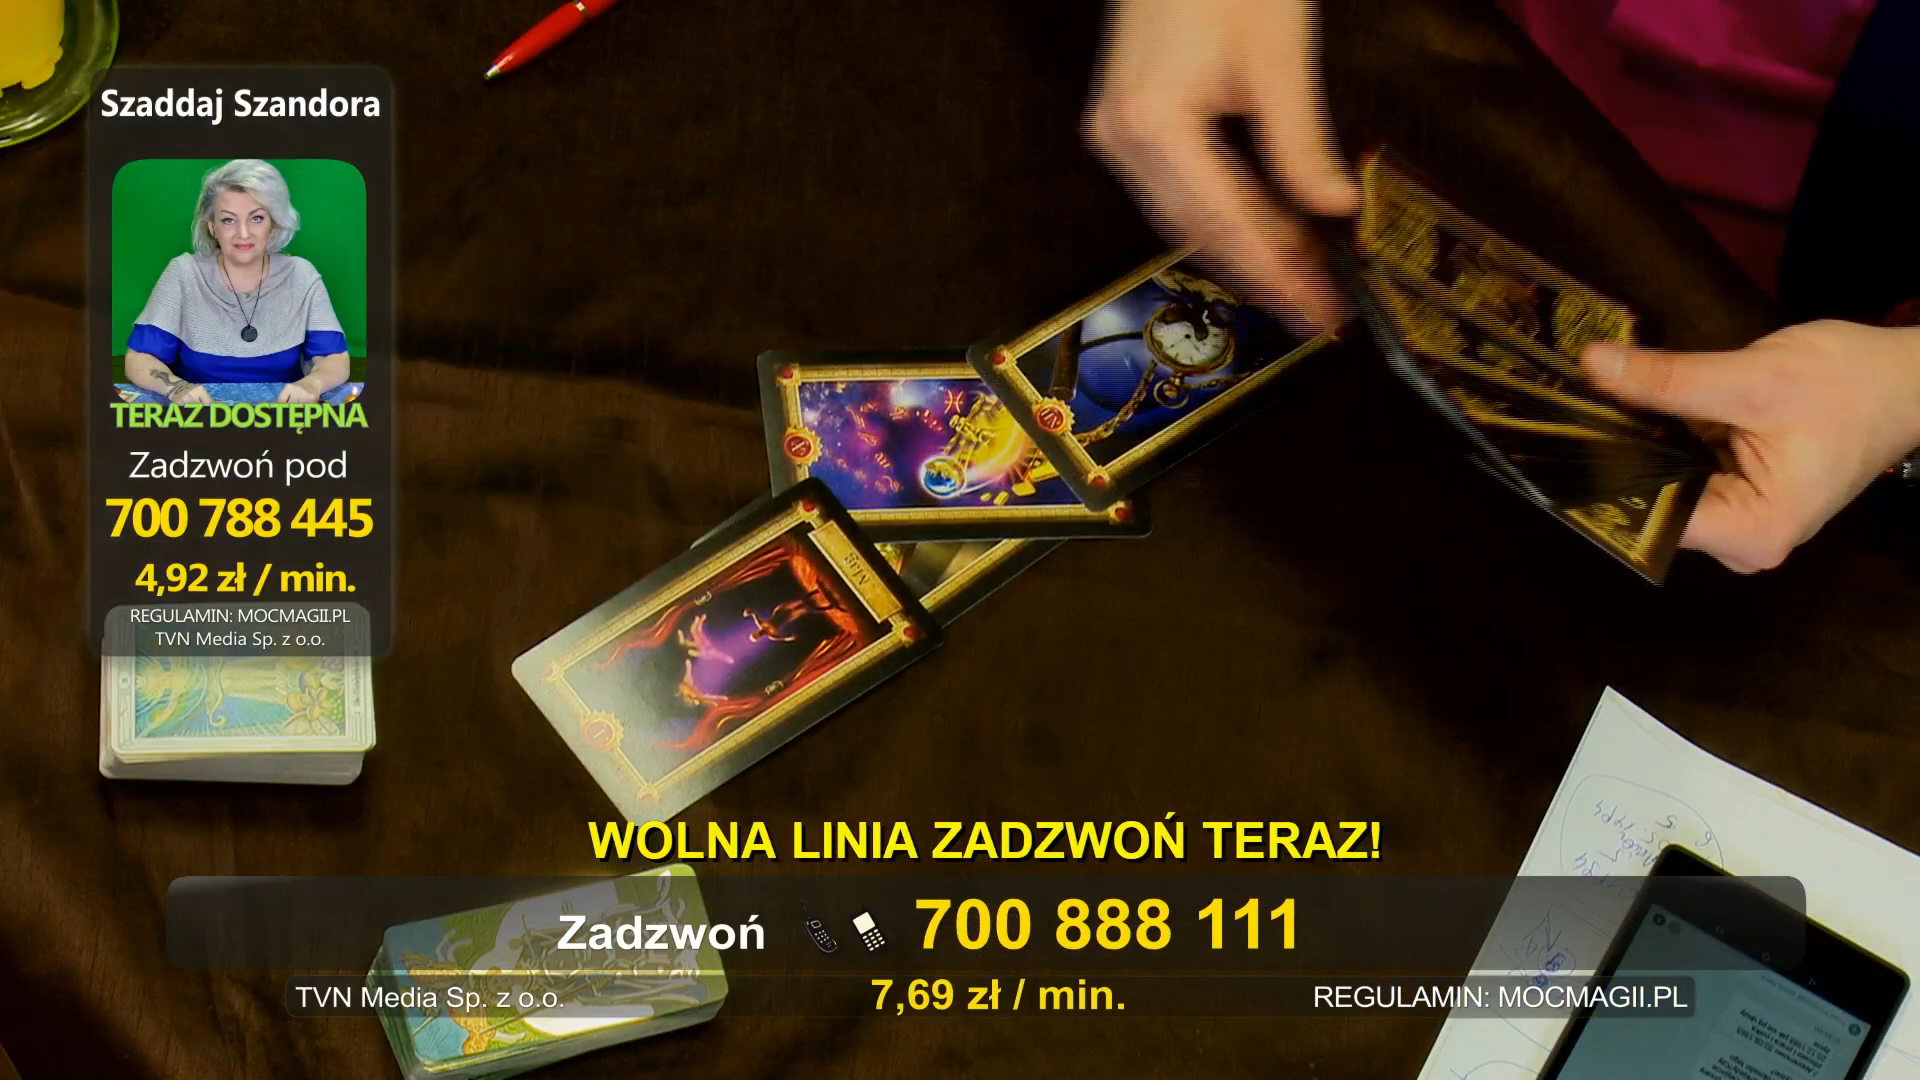 Szaddaj Szandora
TERAZ DOSTĘPNA
Zadzwoń pod
700 788 445
4,92 zł / min.
REGULAMIN: MOCMAGII.PL
TVN Media Sp. z o.o.
Mag
I
WOLNA LINIA ZADZWOŃ TERAZ!
Zadzwoń 700 888 111
TVN Media Sp. z o.o. 7,69 zł / min. REGULAMIN: MOCMAGII.PL